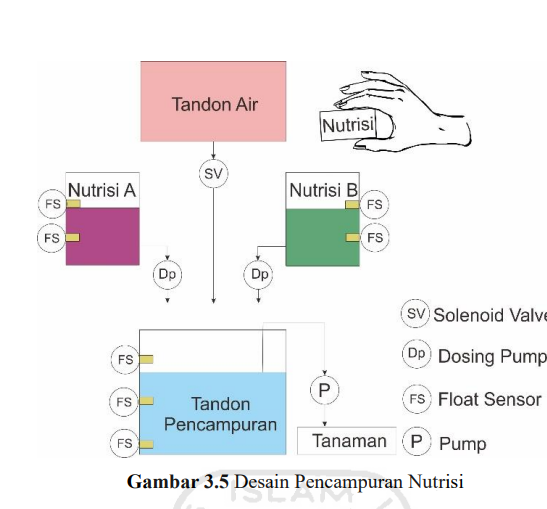 Tandon Air
Nutrisi
SV
Nutrisi A
Nutrisi B
FS
FS
FS
FS
Dp
Dp
SV Solenoid Valve
Dp Dosing Pump
FS Float Sensor
P Pump
FS
FS
FS
Tandon
Pencampuran
P
Tanaman
Gambar 3.5 Desain Pencampuran Nutrisi
ISLAM